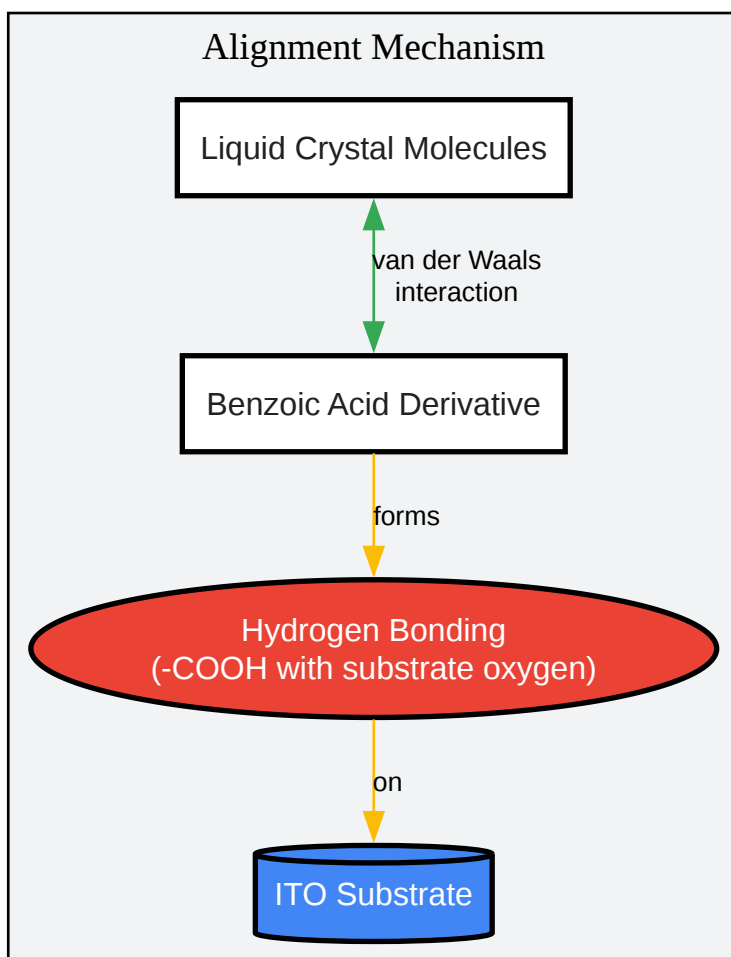 Alignment Mechanism
Liquid Crystal Molecules
van der Waals
interaction
Benzoic Acid Derivative
forms
Hydrogen Bonding
(-COOH with substrate oxygen)
on
ITO Substrate